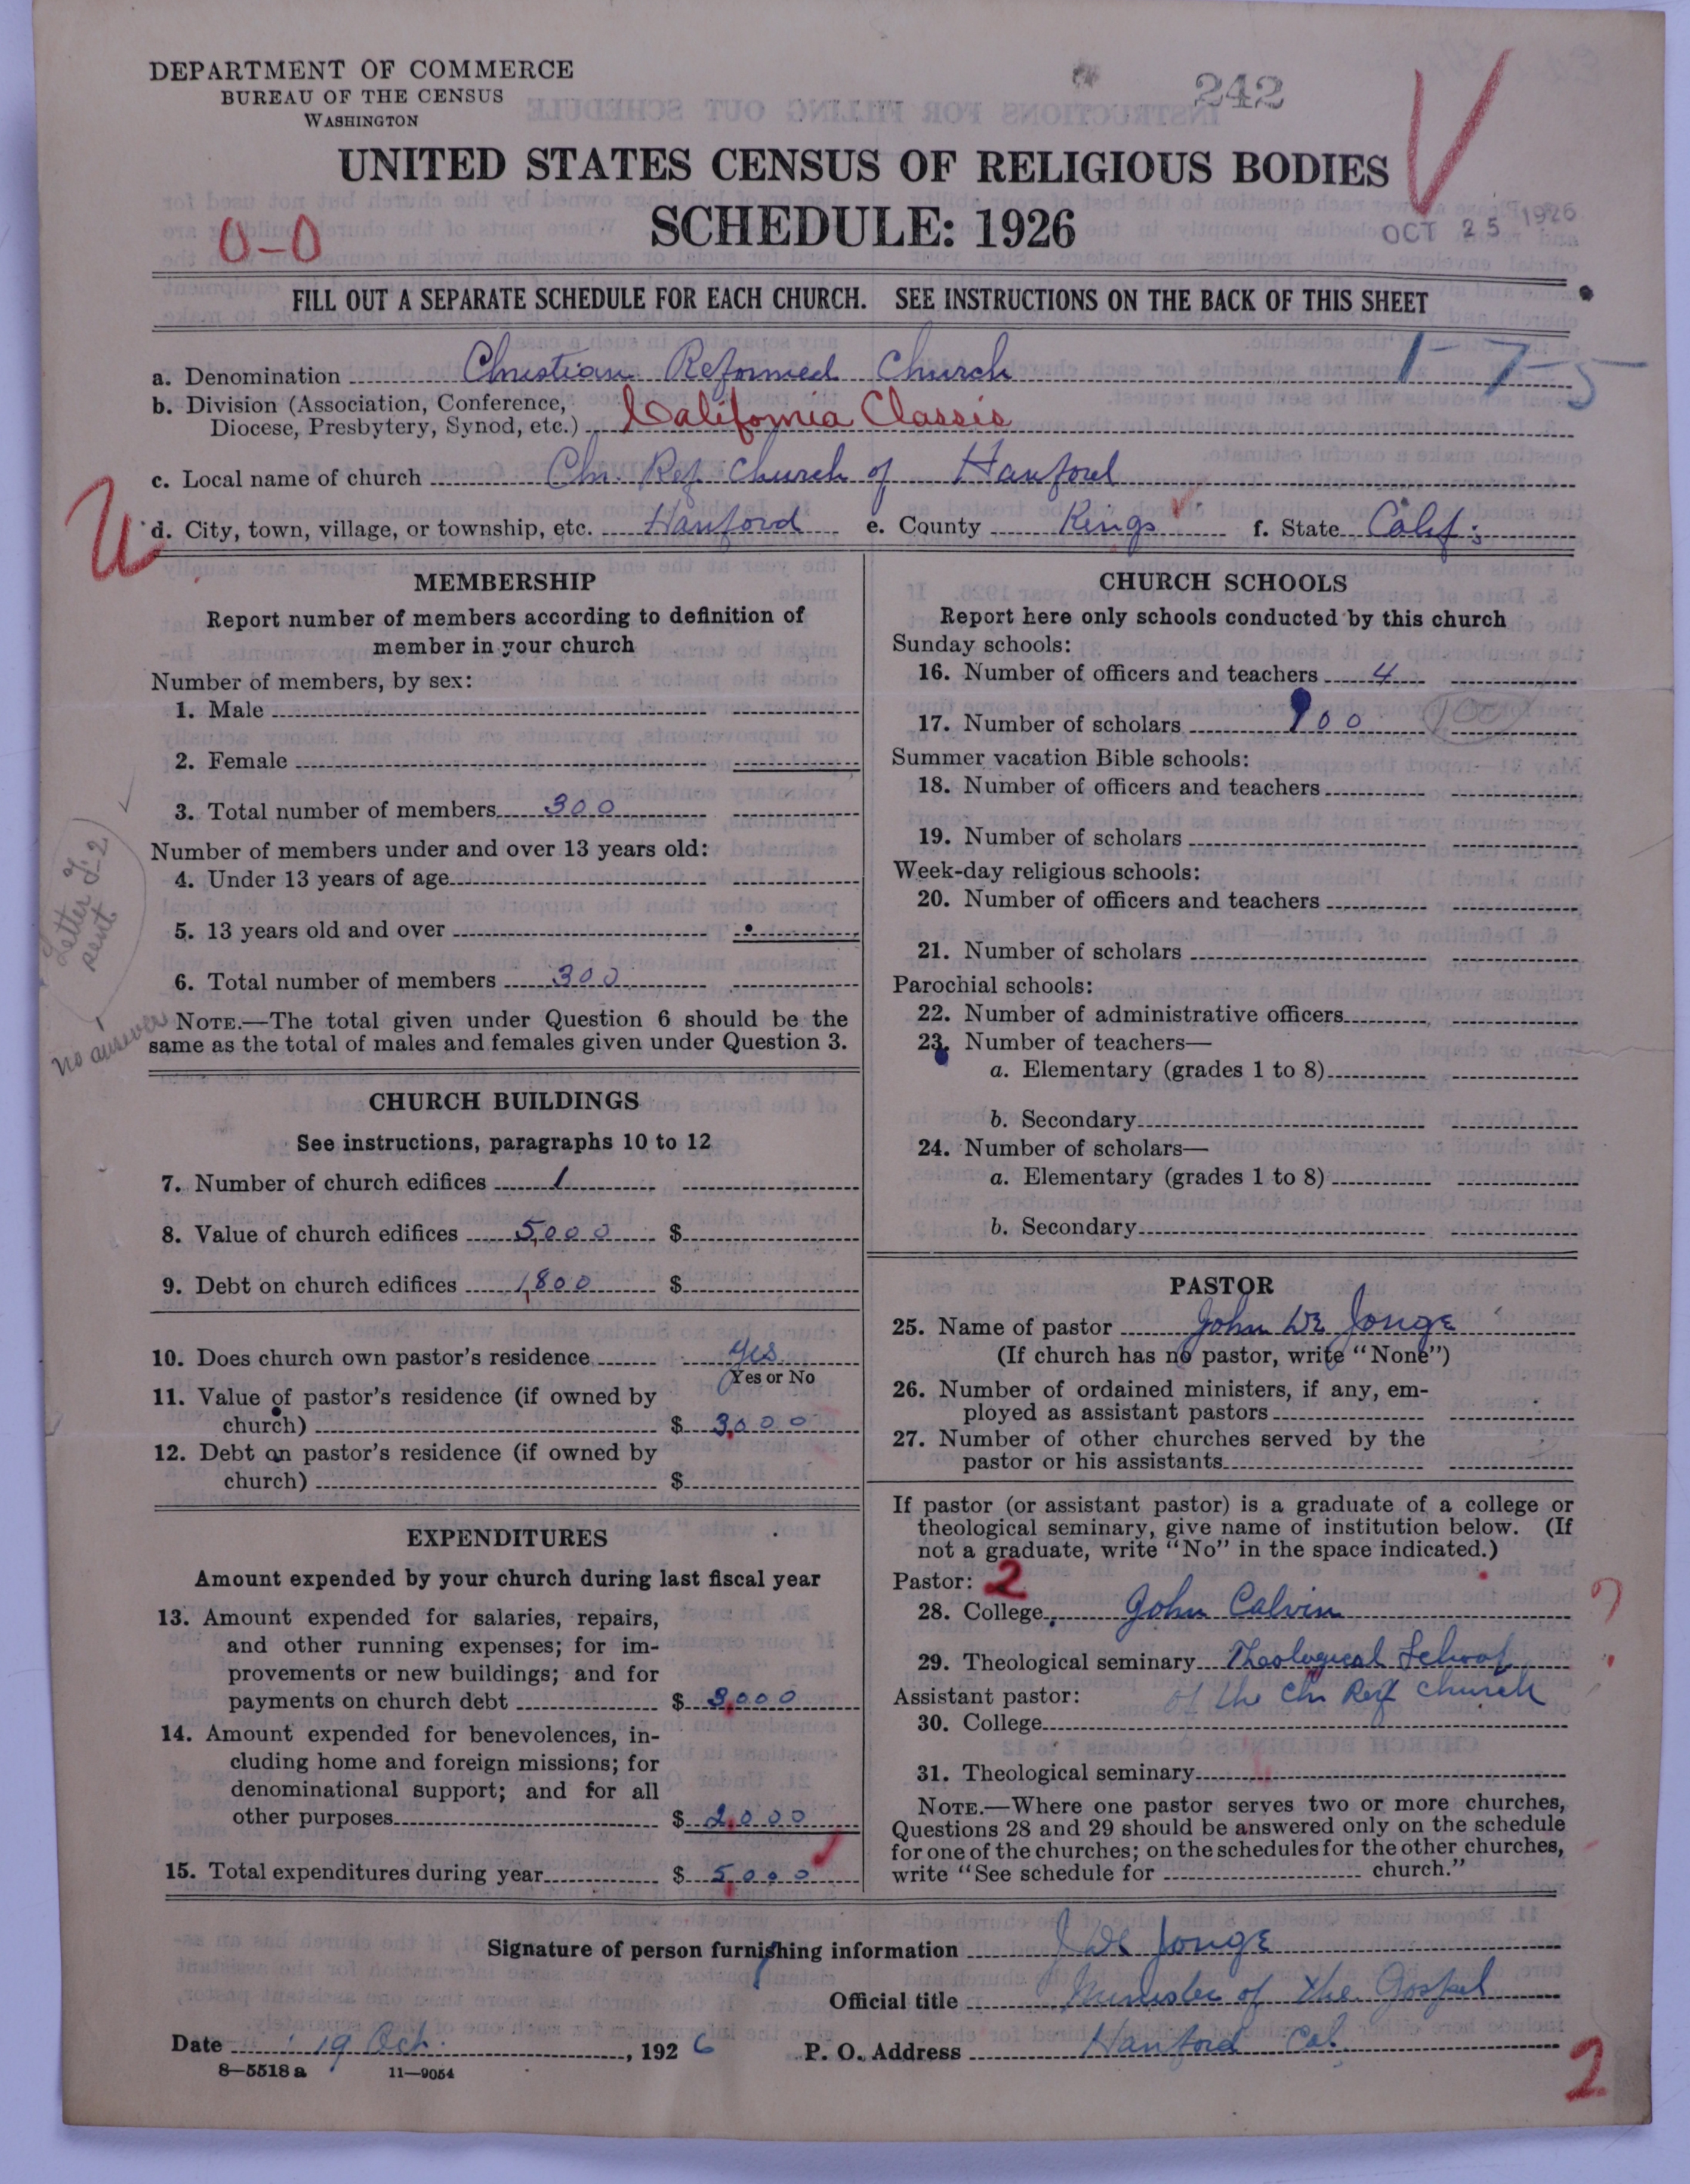 DEPARTMENT OF COMMERCE
BUREAU OF THE CENSUS
WASHINGTON
242
UNITED STATES CENSUS OF RELIGIOUS BODIES
SCHEDULE: 1926
0-0
OCT 25 1926
FILL OUT A SEPARATE SCHEDULE FOR EACH CHURCH. SEE INSTRUCTIONS ON THE BACK OF THIS SHEET
a. Denomination Christian Reformed Church 1-7-5
b. Division (Association, Conference,
Diocese, Presbytery, Synod, etc.) California Classis
c. Local name of church Chr. Ref. Church of Hanford
d. City, town, village, or township, etc. Hanford e. County Kings f. State Calif:
MEMBERSHIP
Report number of members according to definition of
member in your church
Number of members, by sex:
1. Male
2. Female
3. Total number of members 300
Number of members under and over 13 years old:
4. Under 13 years of age
5. 13 years old and over
6. Total number of members 300
Letter I-2
sent
No answer
NOTE.—The total given under Question 6 should be the
same as the total of males and females given under Question 3.
CHURCH BUILDINGS
See instructions, paragraphs 10 to 12
7. Number of church edifices 1
8. Value of church edifices 5,000 $
9. Debt on church edifices 1,800 $
10. Does church own pastor's residence yes
Yes or No
11. Value of pastor's residence (if owned by
church) $ 3,000
12. Debt on pastor's residence (if owned by
church) $
EXPENDITURES
Amount expended by your church during last fiscal year
13. Amount expended for salaries, repairs,
and other running expenses; for im-
provements or new buildings; and for
payments on church debt $ 3,000
14. Amount expended for benevolences, in-
cluding home and foreign missions; for
denominational support; and for all
other purposes $ 2,000
15. Total expenditures during year $ 5,000
CHURCH SCHOOLS
Report here only schools conducted by this church
Sunday schools:
16. Number of officers and teachers 4
17. Number of scholars 100 100
Summer vacation Bible schools:
18. Number of officers and teachers
19. Number of scholars
Week-day religious schools:
20. Number of officers and teachers
21. Number of scholars
Parochial schools:
22. Number of administrative officers
23. Number of teachers—
a. Elementary (grades 1 to 8)
b. Secondary
24. Number of scholars—
a. Elementary (grades 1 to 8)
b. Secondary
PASTOR
25. Name of pastor John De Jonge
(If church has no pastor, write "None")
26. Number of ordained ministers, if any, em-
ployed as assistant pastors
27. Number of other churches served by the
pastor or his assistants
If pastor (or assistant pastor) is a graduate of a college or
theological seminary, give name of institution below. (If
not a graduate, write "No" in the space indicated.)
Pastor: 2
28. College John Calvin ?
29. Theological seminary Theological School
Assistant pastor: of the Chr Ref church
30. College
31. Theological seminary
NOTE.—Where one pastor serves two or more churches,
Questions 28 and 29 should be answered only on the schedule
for one of the churches; on the schedules for the other churches,
write "See schedule for church."
Signature of person furnishing information J De Jonge
Official title Minister of the Gospel
Date 19 Oct. , 1926 P. O. Address Hanford Cal.
8—5518 a 11—9054
2